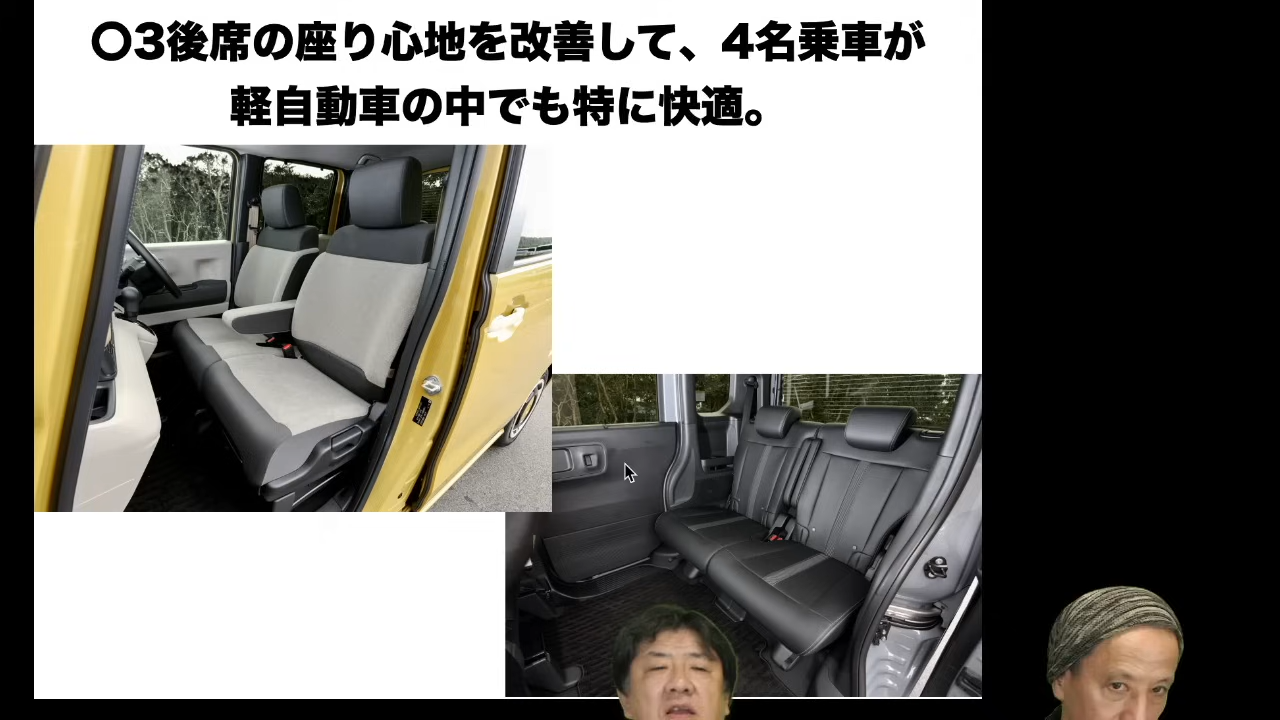 〇3後席の座り心地を改善して、4名乗車が
軽自動車の中でも特に快適。